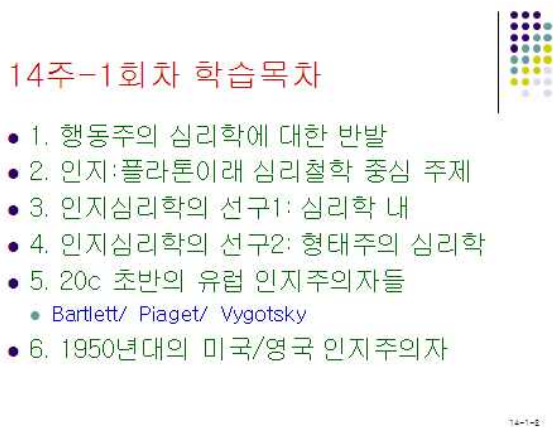 14주-1회차 학습목차
1. 행동주의 심리학에 대한 반발
2. 인지:플라톤이래 심리철학 중심 주제
3. 인지심리학의 선구1: 심리학 내
4. 인지심리학의 선구2: 형태주의 심리학
5. 20c 초반의 유럽 인지주의자들
Bartlett/ Piaget/ Vygotsky
6. 1950년대의 미국/영국 인지주의자
14-1-2